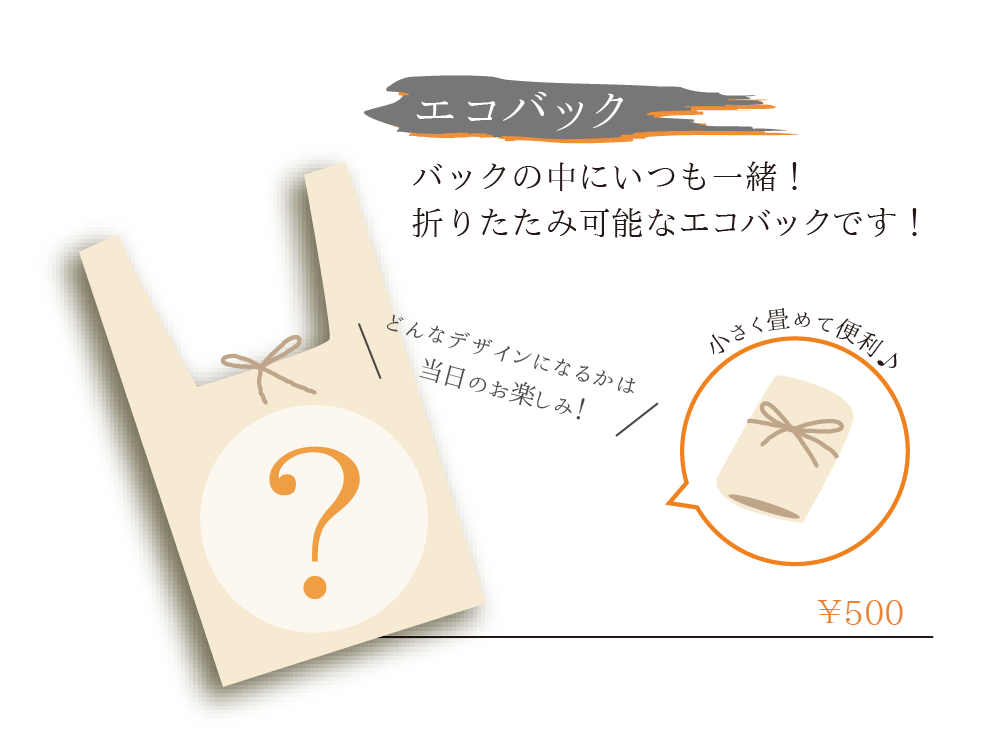 エコバック
バックの中にいつも一緒！
折りたたみ可能なエコバックです！
どんなデザインになるかは
当日のお楽しみ！
小さく畳めて便利♪
?
￥500